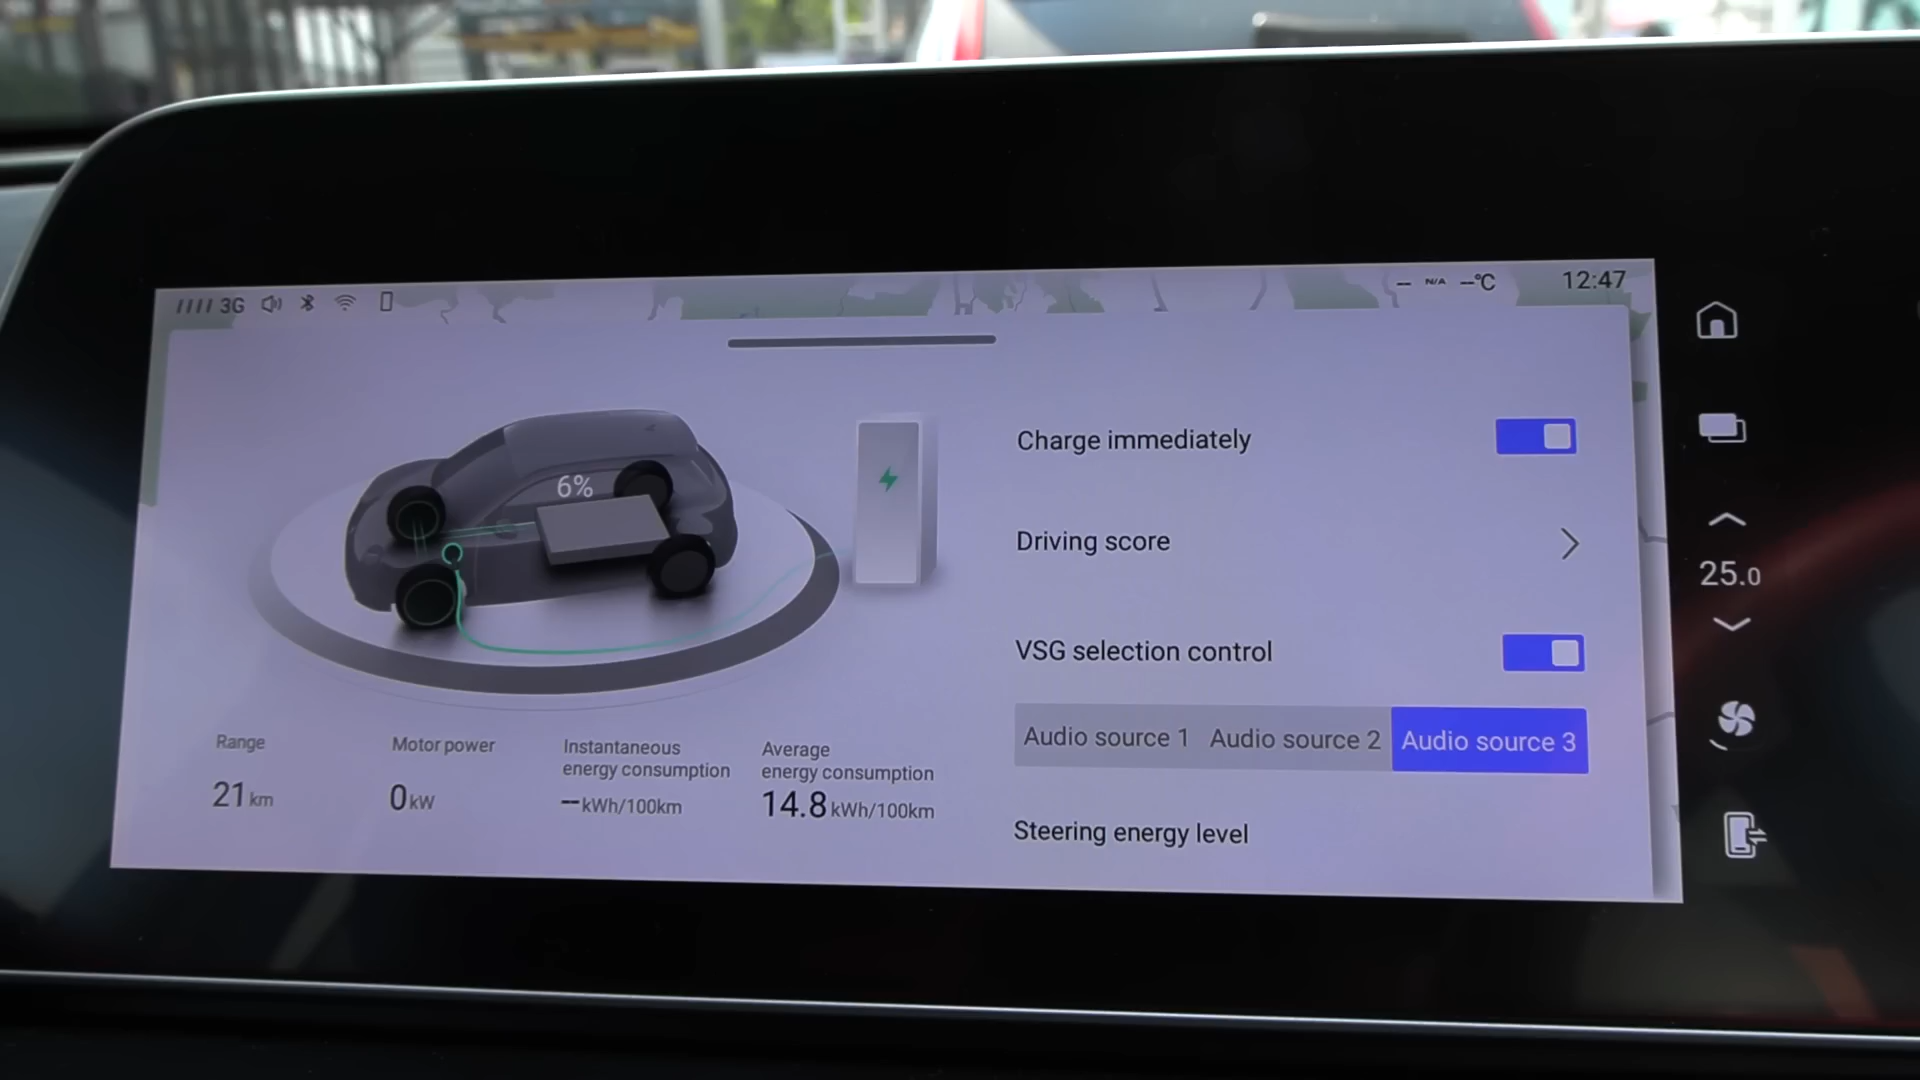 3G
-- N/A --°C 12:47
6%
Charge immediately
Driving score
25.0
VSG selection control
Audio source 1 Audio source 2 Audio source 3
Steering energy level
Range
21 km
Motor power
0 kW
Instantaneous
energy consumption
-- kWh/100km
Average
energy consumption
14.8 kWh/100km